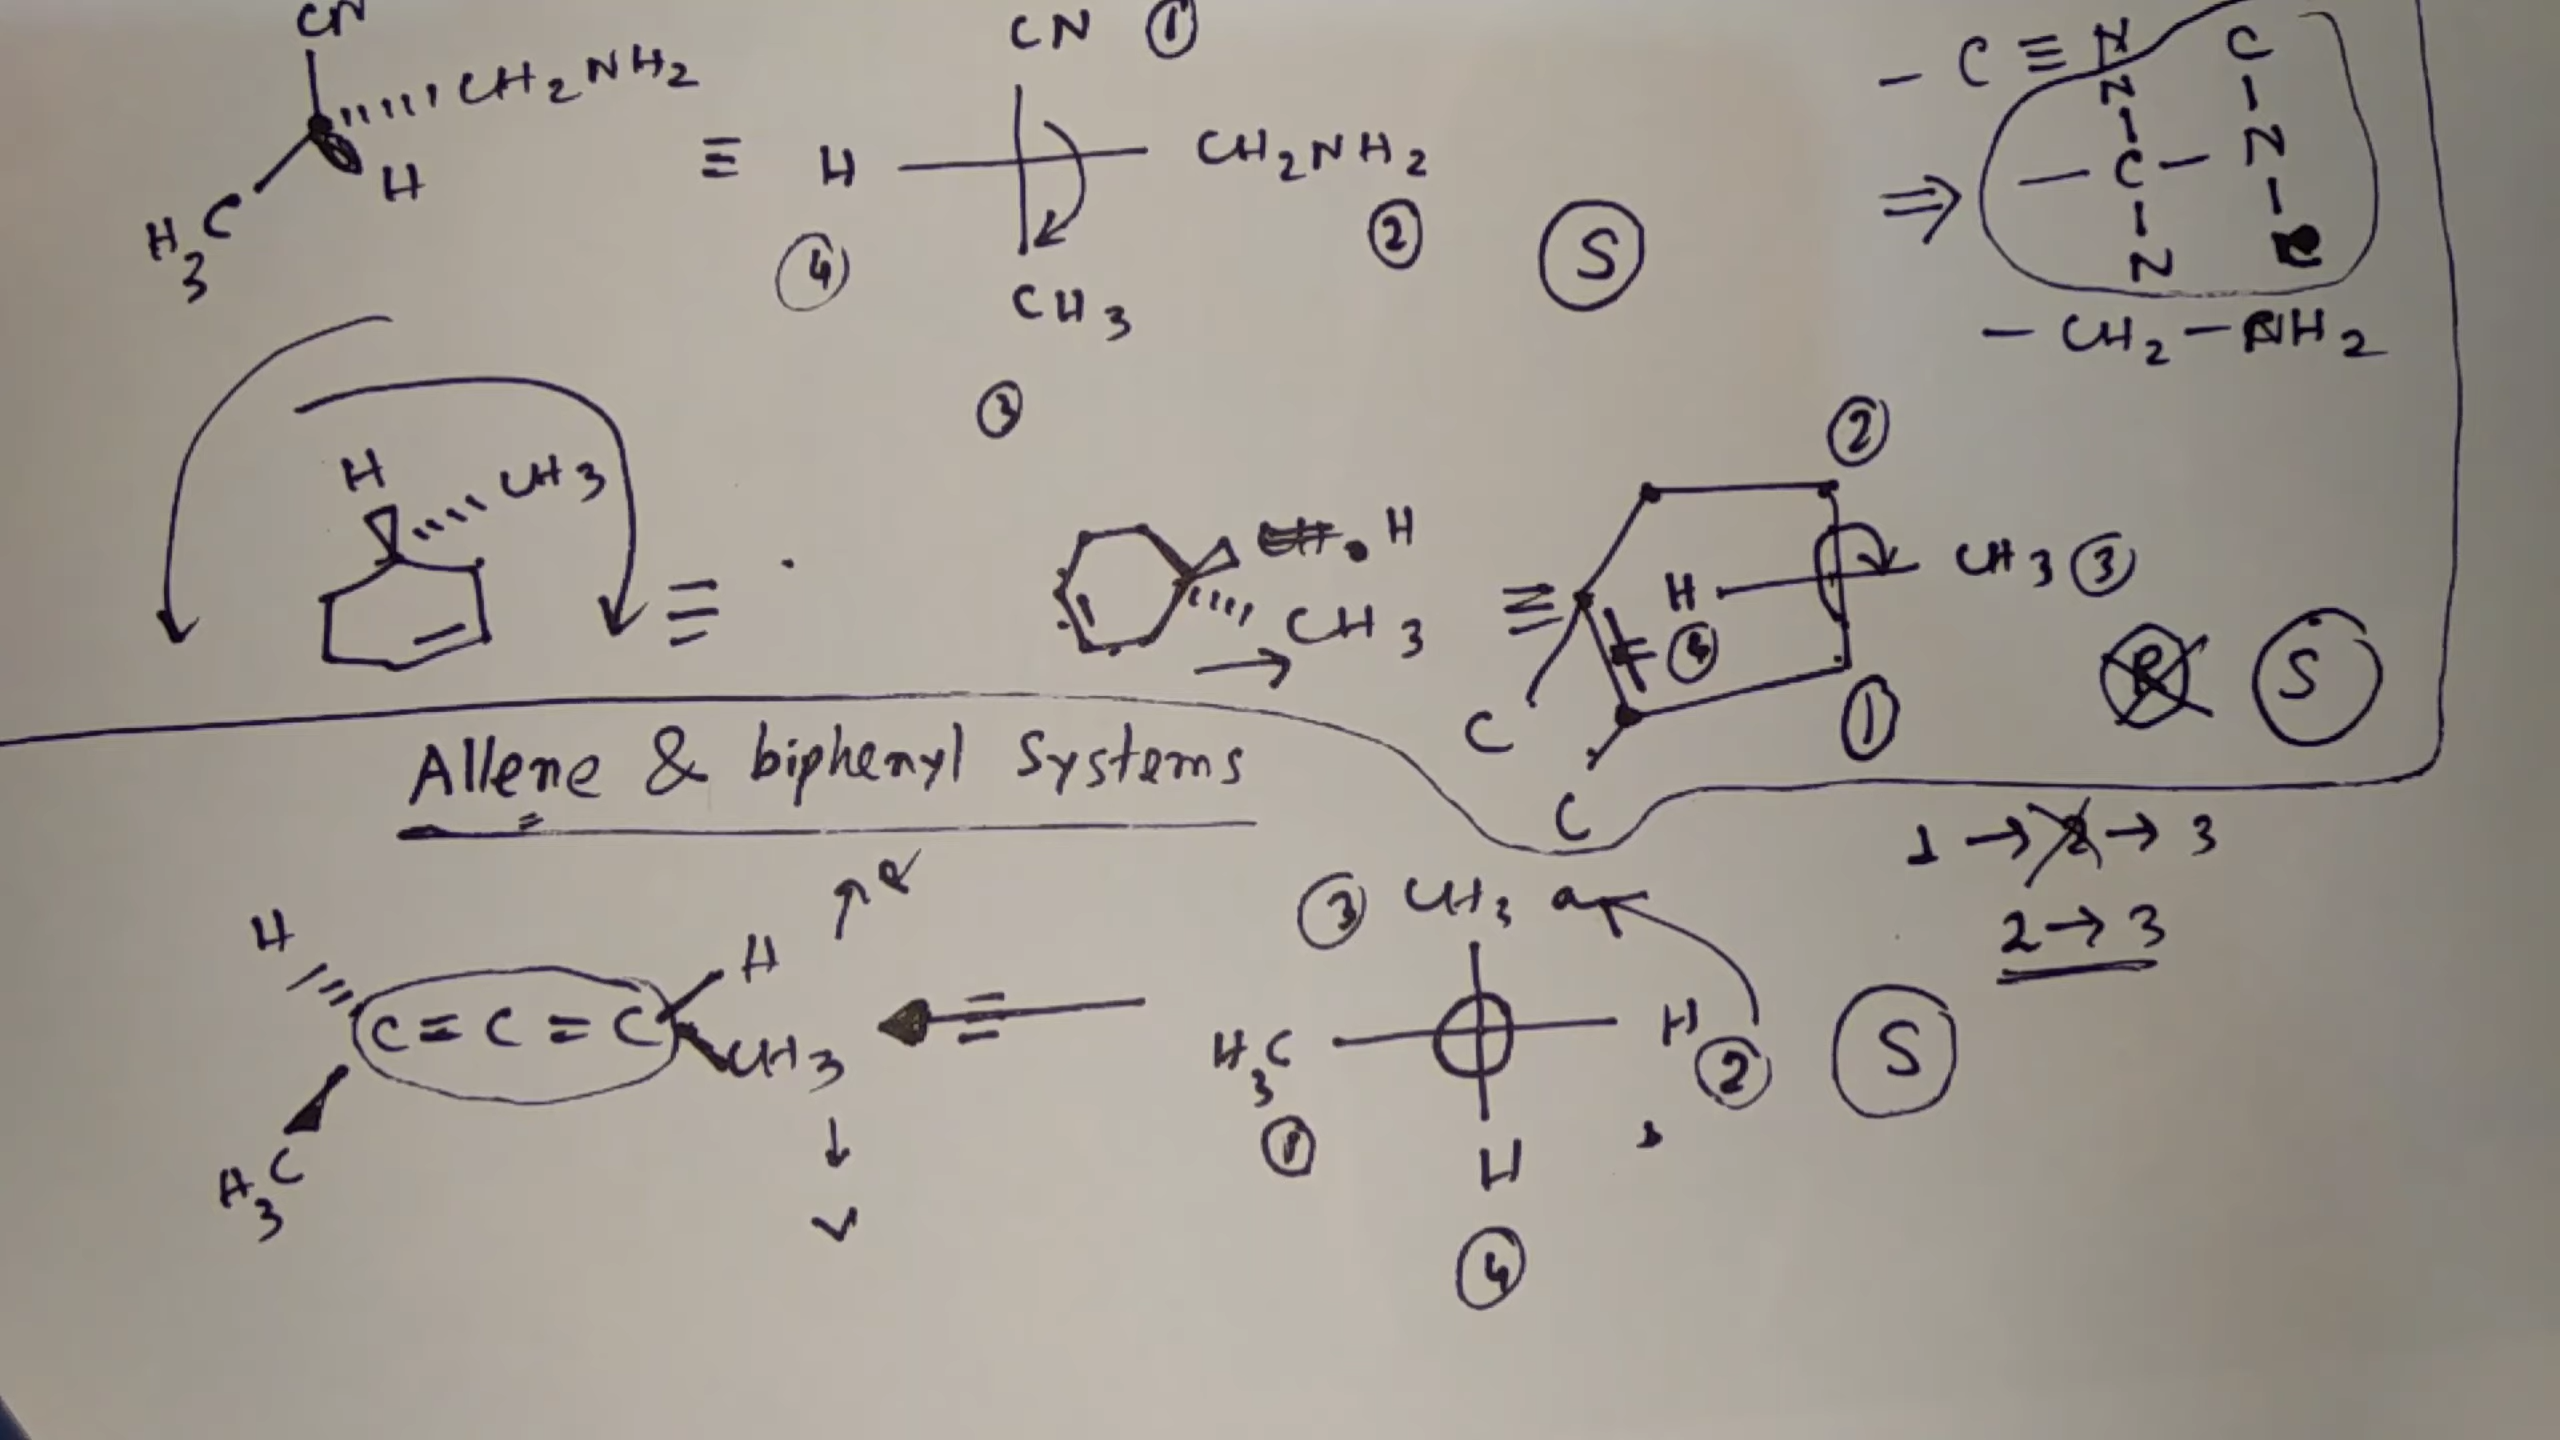 CN
CH2NH2
H
H3C
≡
CN ①
H
CH2NH2
④
②
CH3
③
S
- C ≡ N
⇒
N C
- C - N
N
- CH2 - NH2
H
CH3
≡
H
CH3
→
≡
②
H
CH3 ③
④
①
C
C
S
Allene & biphenyl Systems
1 → 2 → 3
2 → 3
H
C = C = C
H
CH3
H3C
↓
≡
③ CH3
H3C
①
H
②
H
④
S